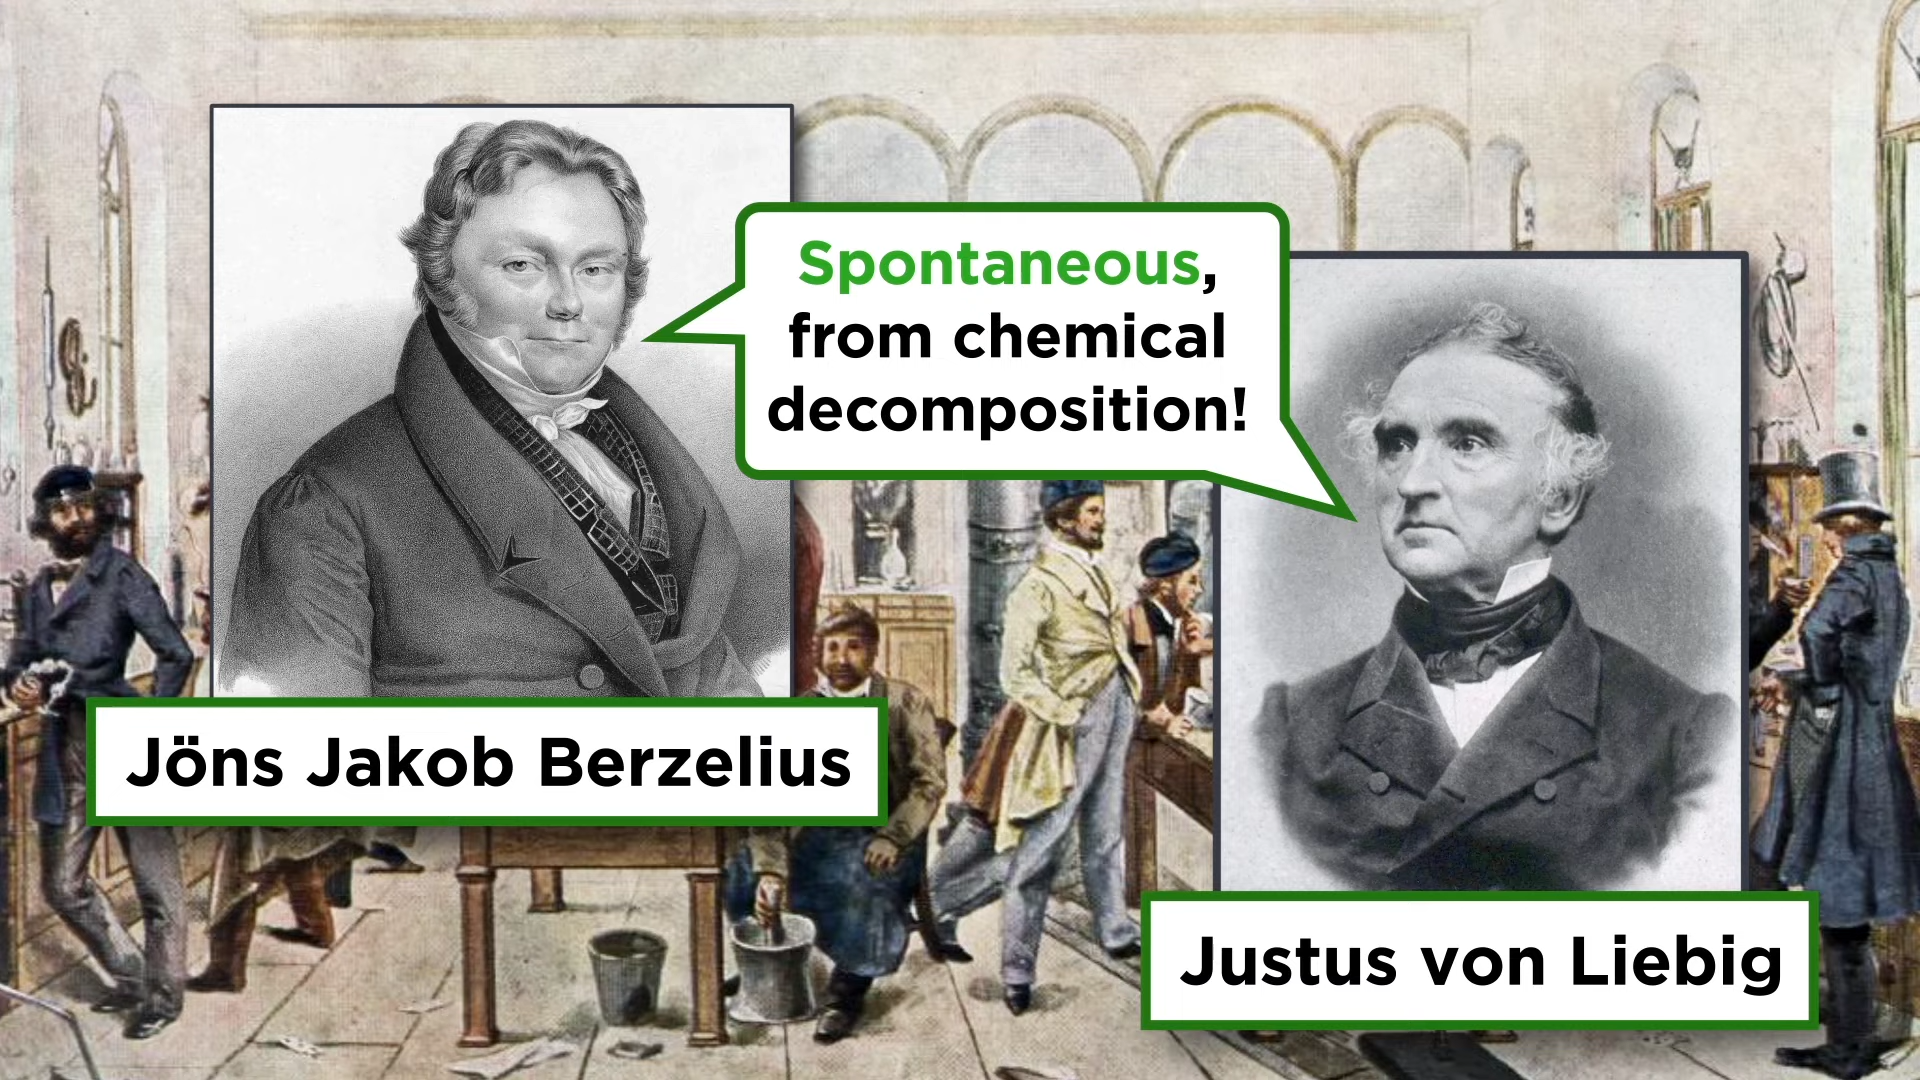 Spontaneous,
from chemical
decomposition!
Jöns Jakob Berzelius
Justus von Liebig